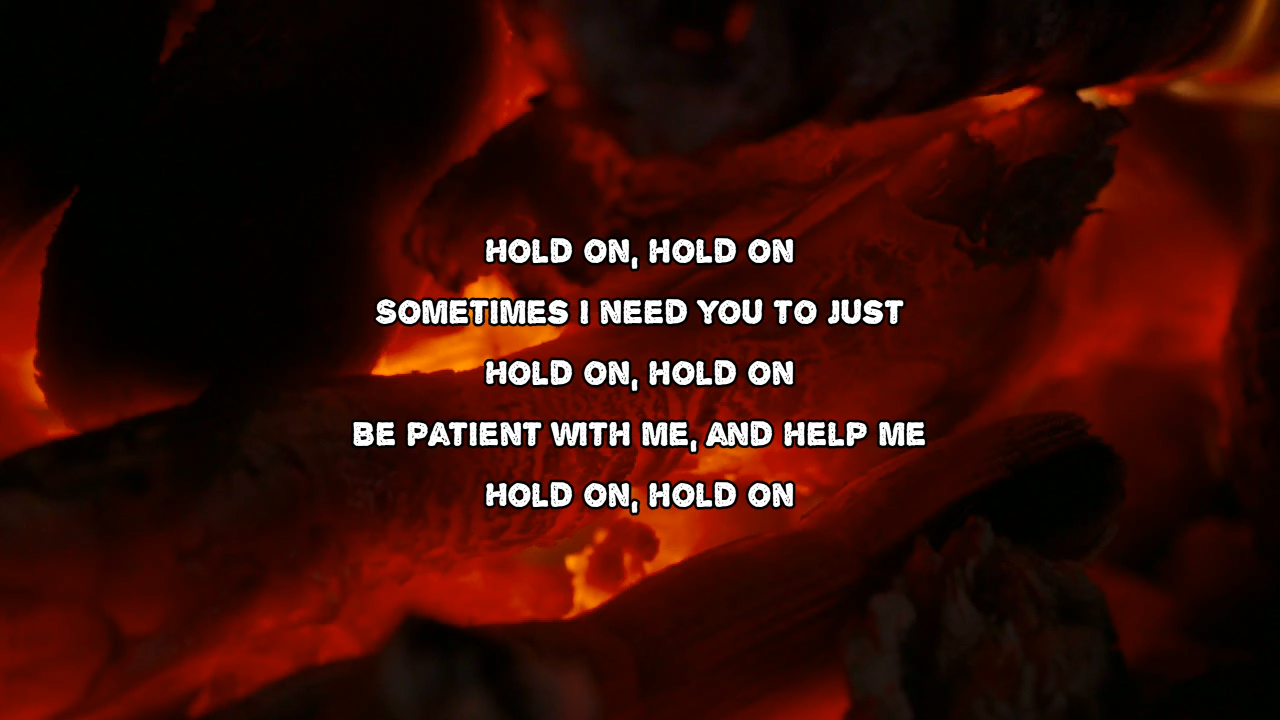 HOLD ON, HOLD ON
SOMETIMES I NEED YOU TO JUST
HOLD ON, HOLD ON
BE PATIENT WITH ME, AND HELP ME
HOLD ON, HOLD ON